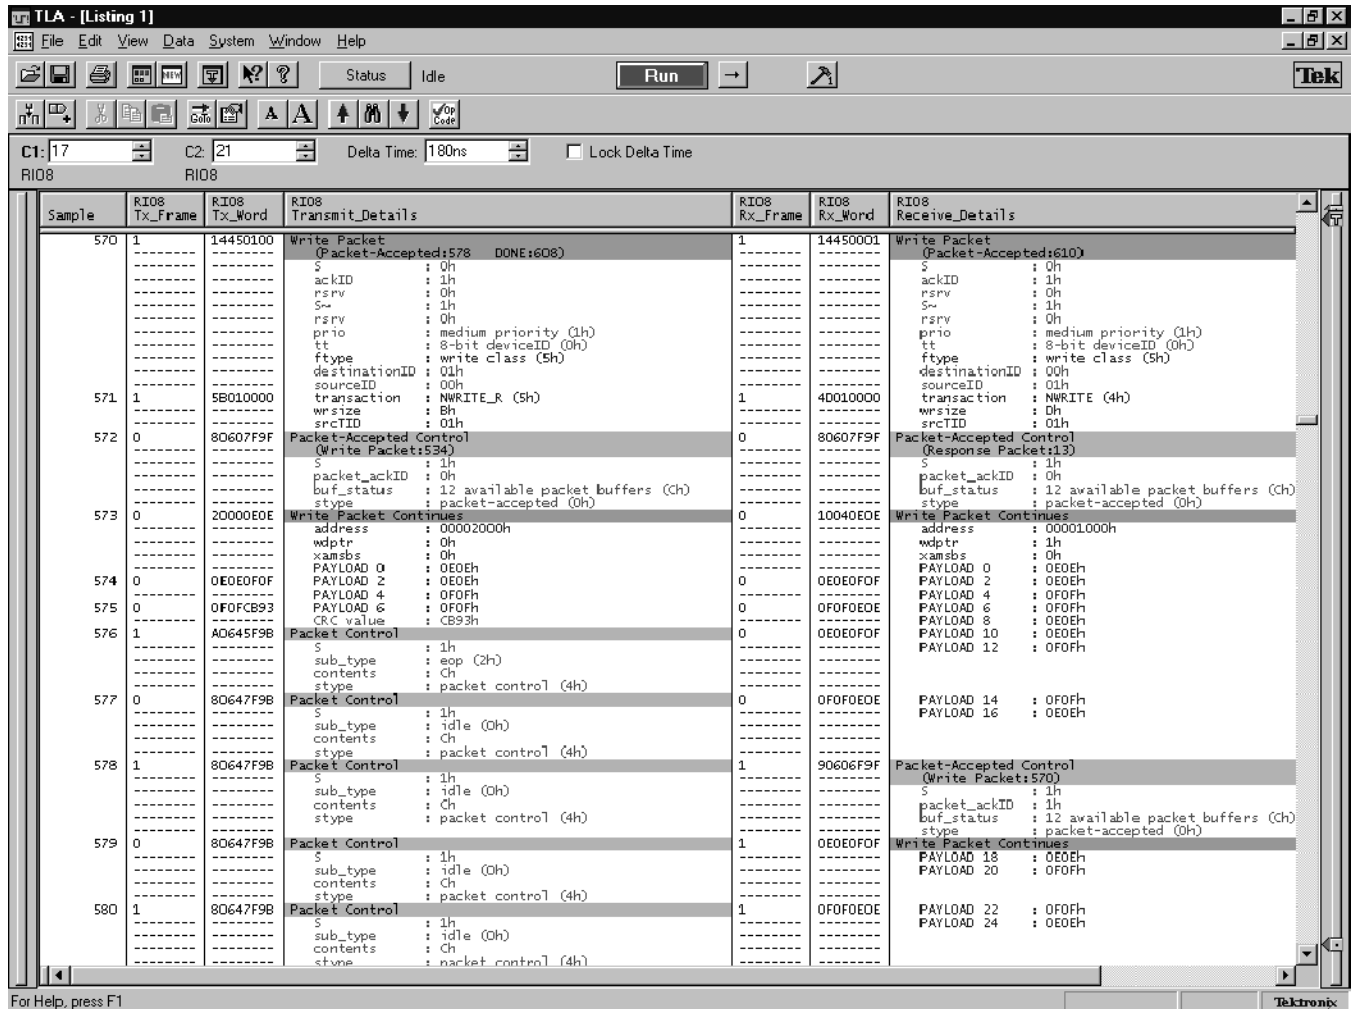 TLA - [Listing 1]
File Edit View Data System Window Help
Status Idle Run Tek
NEW GoTo A A Op Code
C1: 17 C2: 21 Delta Time: 180ns Lock Delta Time
RIO8 RIO8
RIO8 RIO8 RIO8 RIO8 RIO8 RIO8
Sample Tx_Frame Tx_Word Transmit_Details Rx_Frame Rx_Word Receive_Details
570 1 14450100 Write Packet 1 14450001 Write Packet
-------- -------- (Packet-Accepted:578 DONE:608) -------- -------- (Packet-Accepted:610)
-------- -------- S : 0h -------- -------- S : 0h
-------- -------- ackID : 1h -------- -------- ackID : 1h
-------- -------- rsrv : 0h -------- -------- rsrv : 0h
-------- -------- S~ : 1h -------- -------- S~ : 1h
-------- -------- rsrv : 0h -------- -------- rsrv : 0h
-------- -------- prio : medium priority (1h) -------- -------- prio : medium priority (1h)
-------- -------- tt : 8-bit deviceID (0h) -------- -------- tt : 8-bit deviceID (0h)
-------- -------- ftype : write class (5h) -------- -------- ftype : write class (5h)
-------- -------- destinationID : 01h -------- -------- destinationID : 00h
-------- -------- sourceID : 00h -------- -------- sourceID : 01h
571 1 5B010000 transaction : NWRITE_R (5h) 1 4D010000 transaction : NWRITE (4h)
-------- -------- wrsize : Bh -------- -------- wrsize : Dh
-------- -------- srcTID : 01h -------- -------- srcTID : 01h
572 0 80607F9F Packet-Accepted Control 0 80607F9F Packet-Accepted Control
-------- -------- (Write Packet:534) -------- -------- (Response Packet:13)
-------- -------- S : 1h -------- -------- S : 1h
-------- -------- packet_ackID : 0h -------- -------- packet_ackID : 0h
-------- -------- buf_status : 12 available packet buffers (Ch) -------- -------- buf_status : 12 available packet buffers (Ch)
-------- -------- stype : packet-accepted (0h) -------- -------- stype : packet-accepted (0h)
573 0 20000E0E Write Packet Continues 0 10040E0E Write Packet Continues
-------- -------- address : 00002000h -------- -------- address : 00001000h
-------- -------- wdptr : 0h -------- -------- wdptr : 1h
-------- -------- xamsbs : 0h -------- -------- xamsbs : 0h
-------- -------- PAYLOAD 0 : 0E0Eh -------- -------- PAYLOAD 0 : 0E0Eh
574 0 0E0E0F0F PAYLOAD 2 : 0E0Eh 0 0E0E0F0F PAYLOAD 2 : 0E0Eh
-------- -------- PAYLOAD 4 : 0F0Fh -------- -------- PAYLOAD 4 : 0F0Fh
575 0 0F0FCB93 PAYLOAD 6 : 0F0Fh 0 0F0F0E0E PAYLOAD 6 : 0F0Fh
-------- -------- CRC value : CB93h -------- -------- PAYLOAD 8 : 0E0Eh
576 1 A0645F9B Packet Control 0 0E0E0F0F PAYLOAD 10 : 0E0Eh
-------- -------- S : 1h -------- -------- PAYLOAD 12 : 0F0Fh
-------- -------- sub_type : eop (2h) -------- --------
-------- -------- contents : Ch -------- --------
-------- -------- stype : packet control (4h) -------- --------
577 0 80647F9B Packet Control 0 0F0F0E0E PAYLOAD 14 : 0F0Fh
-------- -------- S : 1h -------- -------- PAYLOAD 16 : 0E0Eh
-------- -------- sub_type : idle (0h) -------- --------
-------- -------- contents : Ch -------- --------
-------- -------- stype : packet control (4h) -------- --------
578 1 80647F9B Packet Control 1 90606F9F Packet-Accepted Control
-------- -------- S : 1h -------- -------- (Write Packet:570)
-------- -------- sub_type : idle (0h) -------- -------- S : 1h
-------- -------- contents : Ch -------- -------- packet_ackID : 1h
-------- -------- stype : packet control (4h) -------- -------- buf_status : 12 available packet buffers (Ch)
-------- -------- -------- -------- stype : packet-accepted (0h)
579 0 80647F9B Packet Control 1 0E0E0F0F Write Packet Continues
-------- -------- S : 1h -------- -------- PAYLOAD 18 : 0E0Eh
-------- -------- sub_type : idle (0h) -------- -------- PAYLOAD 20 : 0F0Fh
-------- -------- contents : Ch -------- --------
-------- -------- stype : packet control (4h) -------- --------
580 1 80647F9B Packet Control 1 0F0F0E0E PAYLOAD 22 : 0F0Fh
-------- -------- S : 1h -------- -------- PAYLOAD 24 : 0E0Eh
-------- -------- sub_type : idle (0h) -------- --------
-------- -------- contents : Ch -------- --------
-------- -------- stype : packet control (4h) -------- --------
For Help, press F1 Tektronix